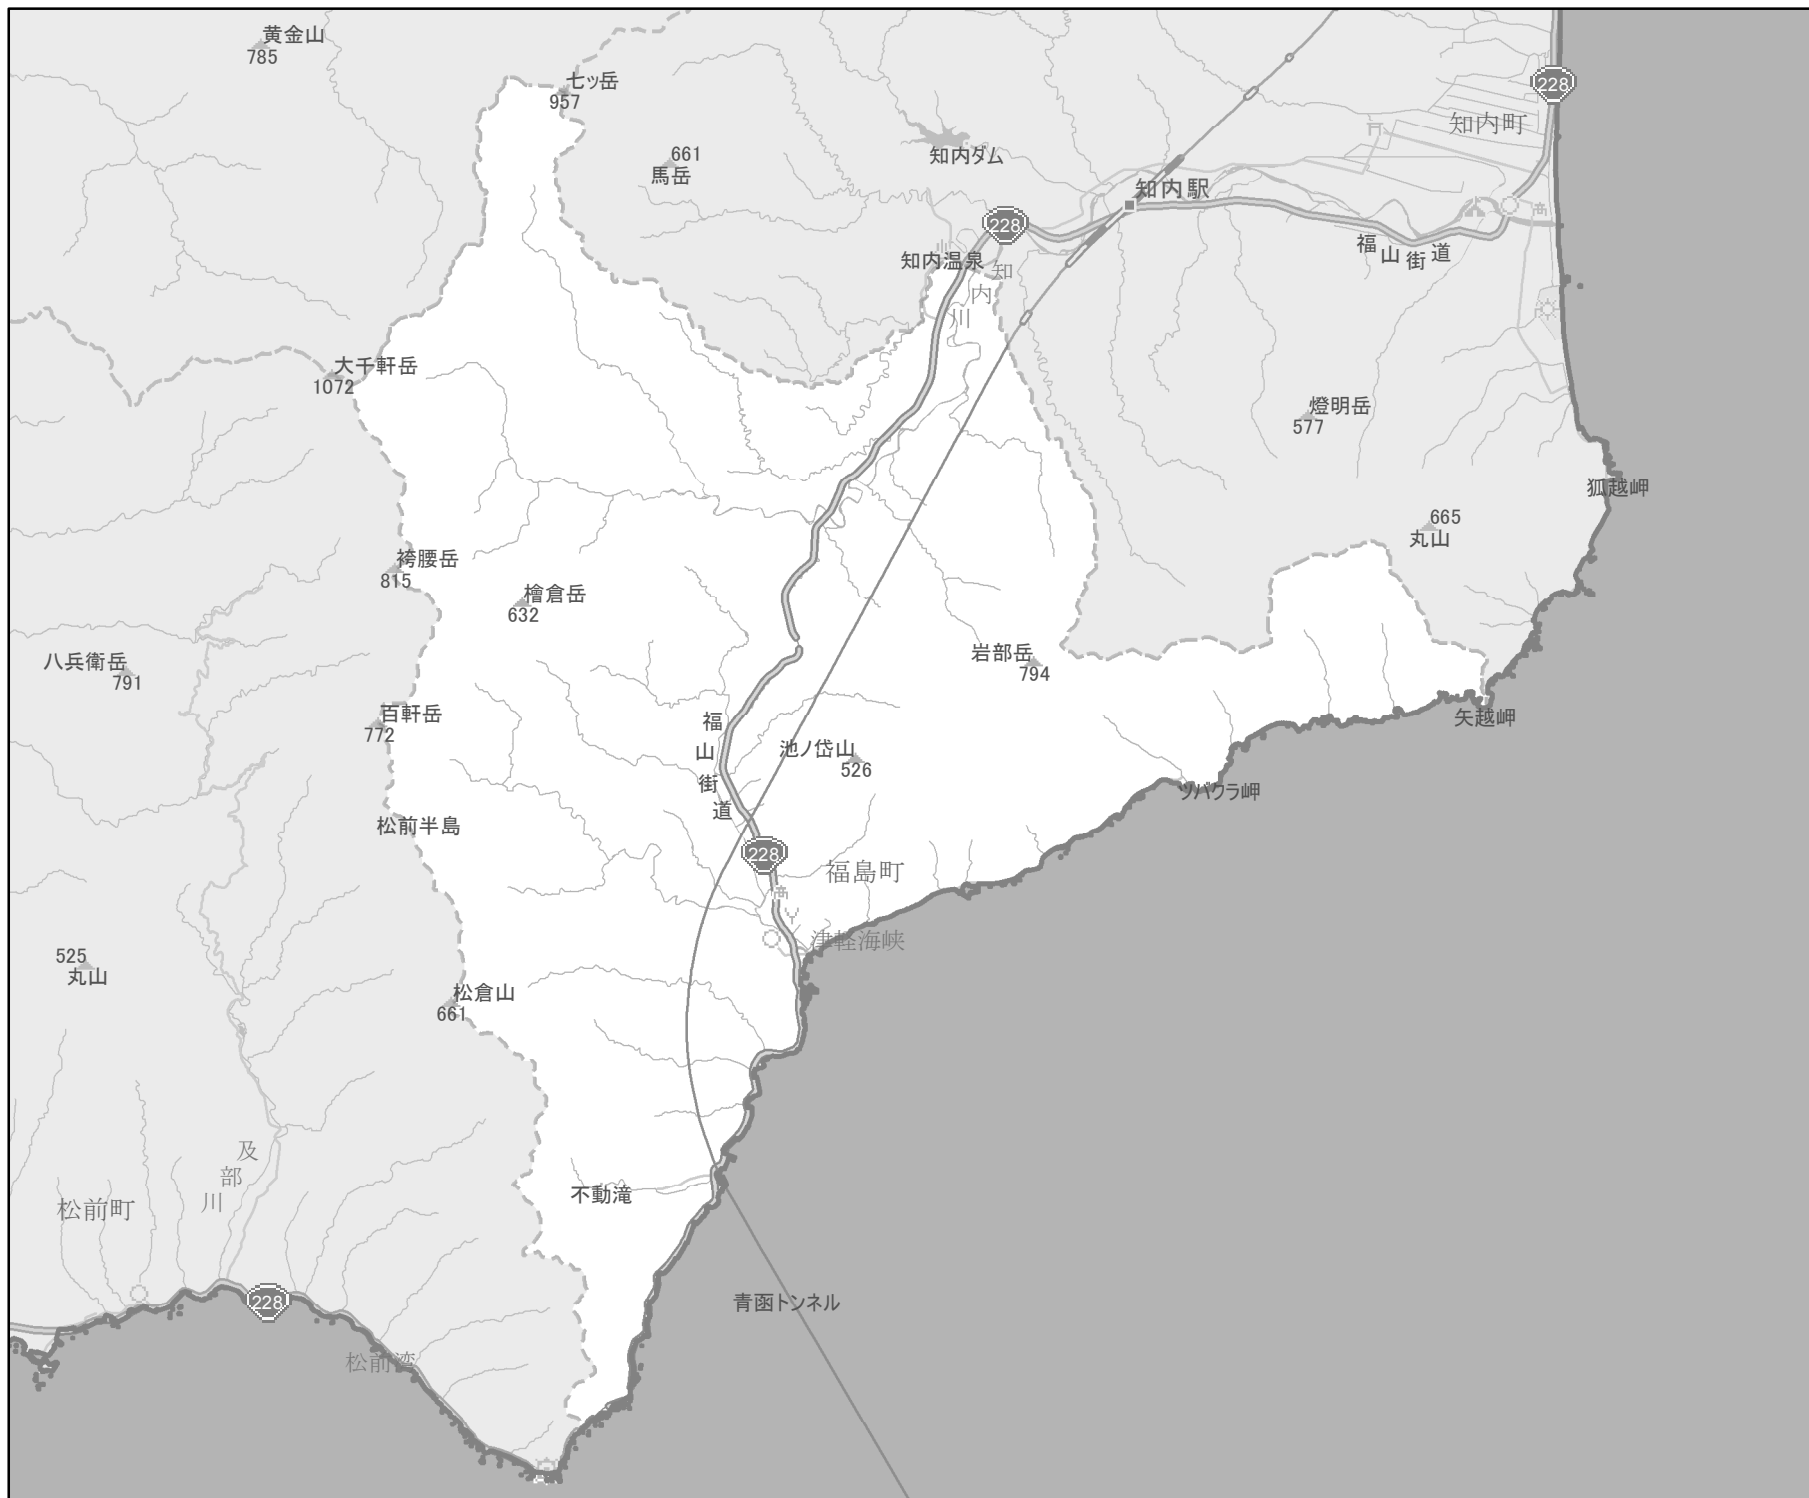 黄金山
785
七ッ岳
957
228
知内町
661
馬岳
知内ダム
知内駅
228
福山街道
知内温泉
知内川
大千軒岳
1072
燈明岳
577
狐越岬
665
丸山
袴腰岳
815
檜倉岳
632
八兵衛岳
791
岩部岳
794
百軒岳
772
福山街道
池ノ岱山
526
矢越岬
ツバクラ岬
松前半島
228
福島町
津軽海峡
525
丸山
松倉山
661
及部川
松前町
不動滝
228
青函トンネル
松前湾